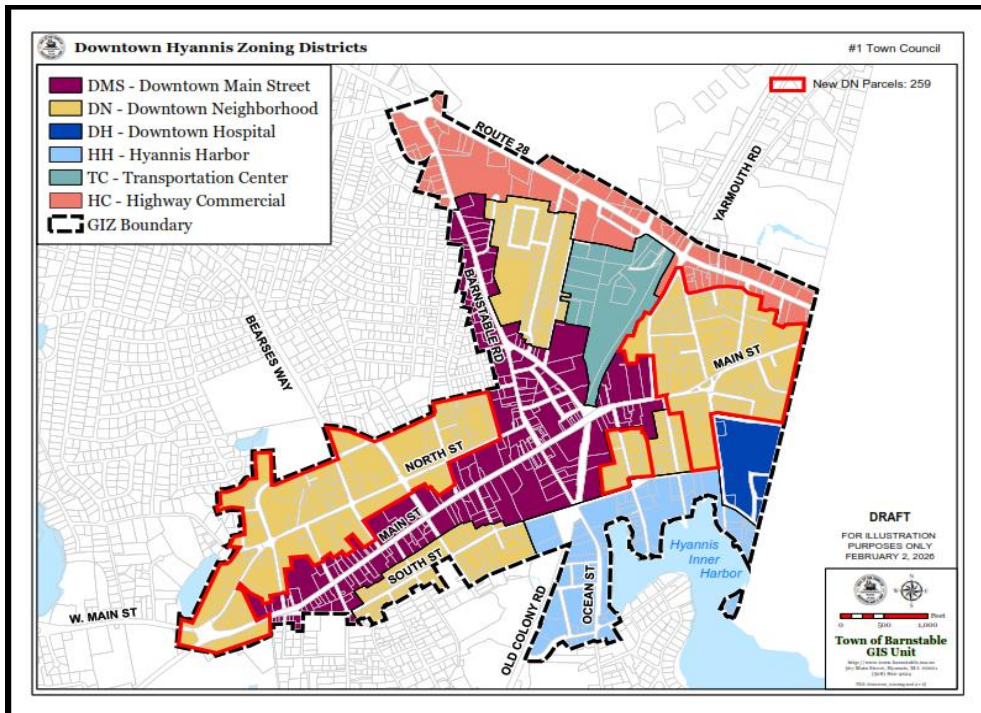 Downtown Hyannis Zoning Districts
#1 Town Council
DMS - Downtown Main Street
DN - Downtown Neighborhood
DH - Downtown Hospital
HH - Hyannis Harbor
TC - Transportation Center
HC - Highway Commercial
GIZ Boundary
New DN Parcels: 259
ROUTE 28
YARMOUTH RD
BARNSTABLE RD
BEARSES WAY
MAIN ST
NORTH ST
MAIN ST
SOUTH ST
W. MAIN ST
OLD COLONY RD
OCEAN ST
Hyannis
Inner
Harbor
DRAFT
FOR ILLUSTRATION
PURPOSES ONLY
FEBRUARY 2, 2026
N
Feet
0 500 1,000
Town of Barnstable
GIS Unit